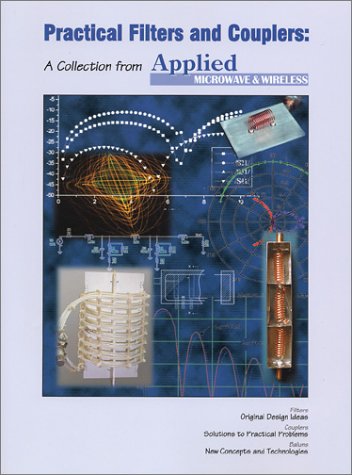 Practical Filters and Couplers:
A Collection from Applied
MICROWAVE & WIRELESS
Filters
Original Design Ideas
Couplers
Solutions to Practical Problems
Baluns
New Concepts and Technologies